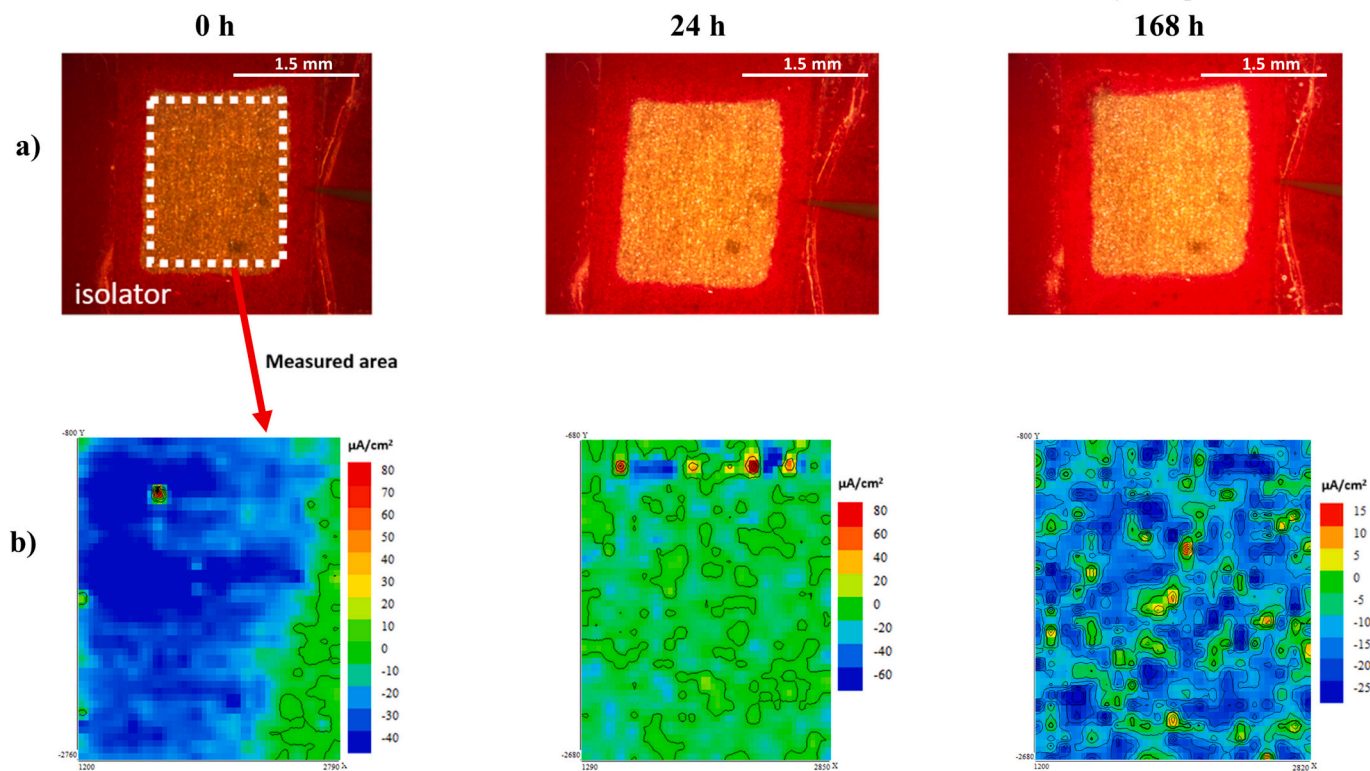 0 h
24 h
168 h
a)
1.5 mm
1.5 mm
1.5 mm
isolator
Measured area
b)
-800 Y
µA/cm²
80
70
60
50
40
30
20
10
0
-10
-20
-30
-40
-2760
1200
2790 X
-680 Y
µA/cm²
80
60
40
20
0
-20
-40
-60
-2680
1290
2850 X
-800 Y
µA/cm²
15
10
5
0
-5
-10
-15
-20
-25
-2680
1200
2820 X